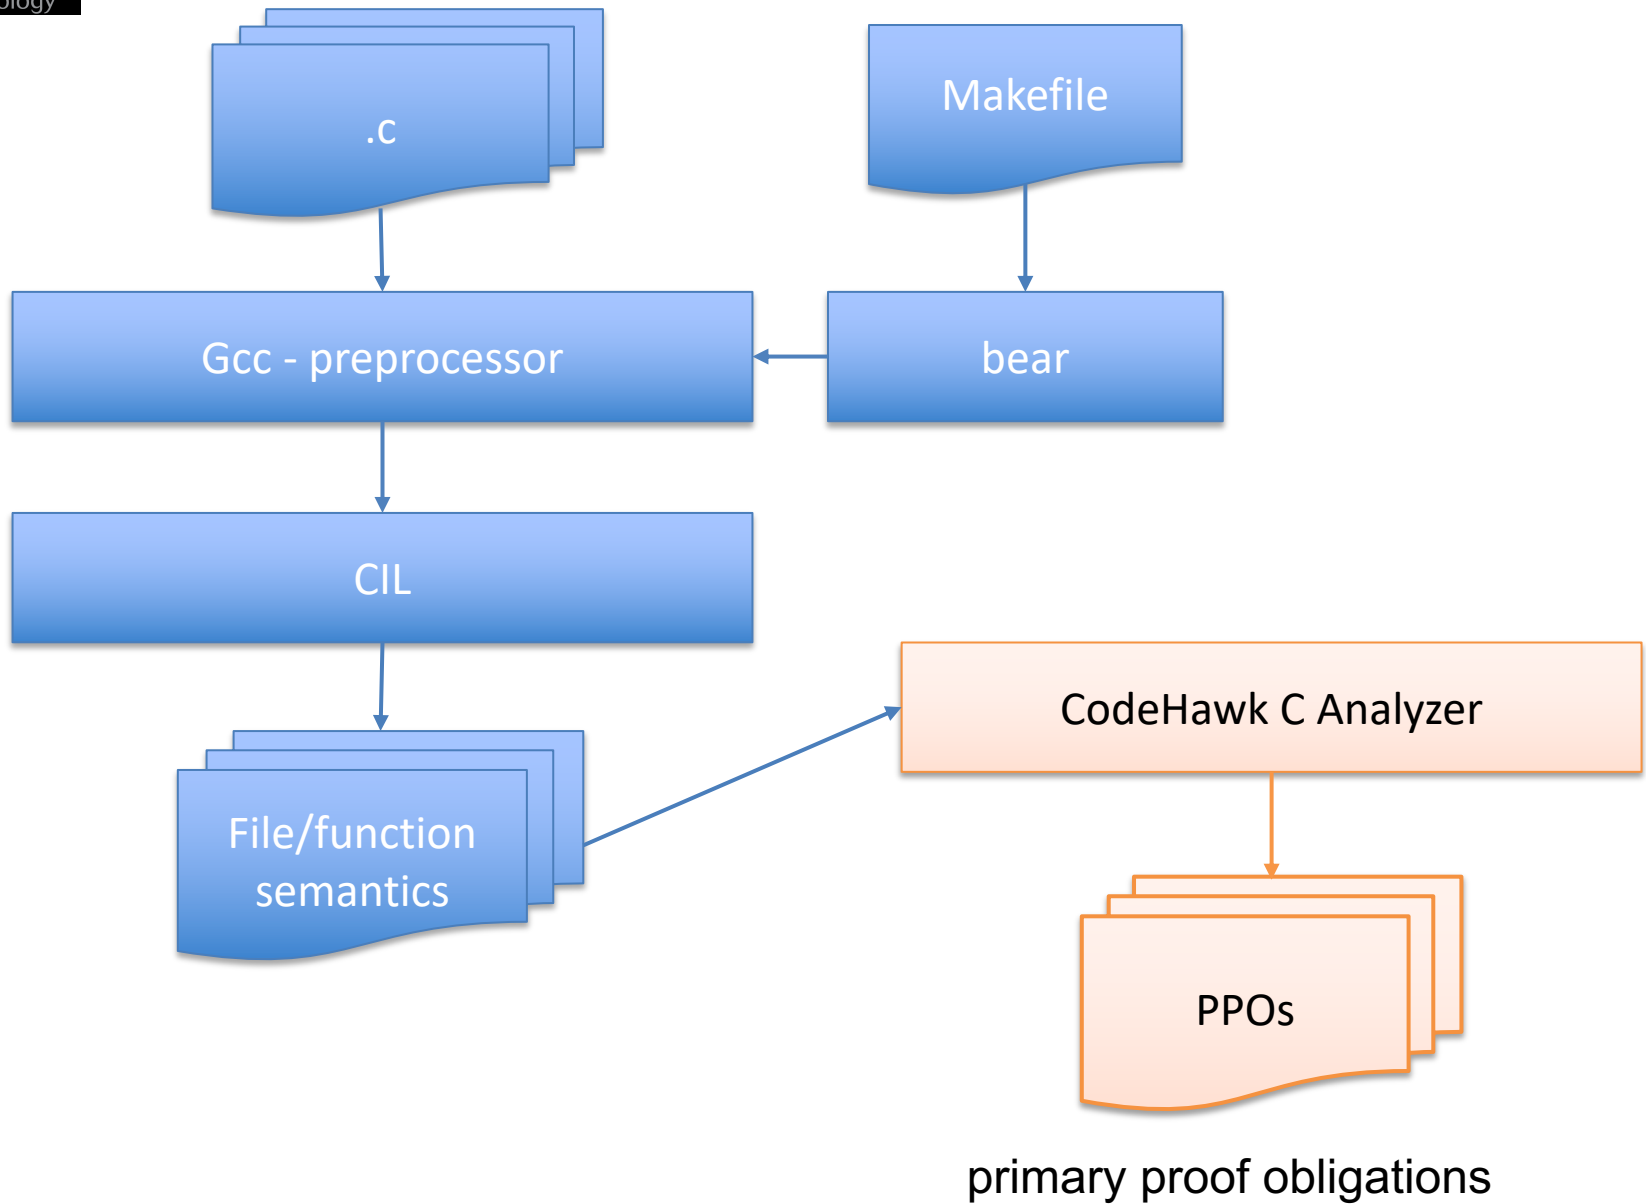 .c
Makefile
Gcc - preprocessor
bear
CIL
CodeHawk C Analyzer
File/function
semantics
PPOs
primary proof obligations